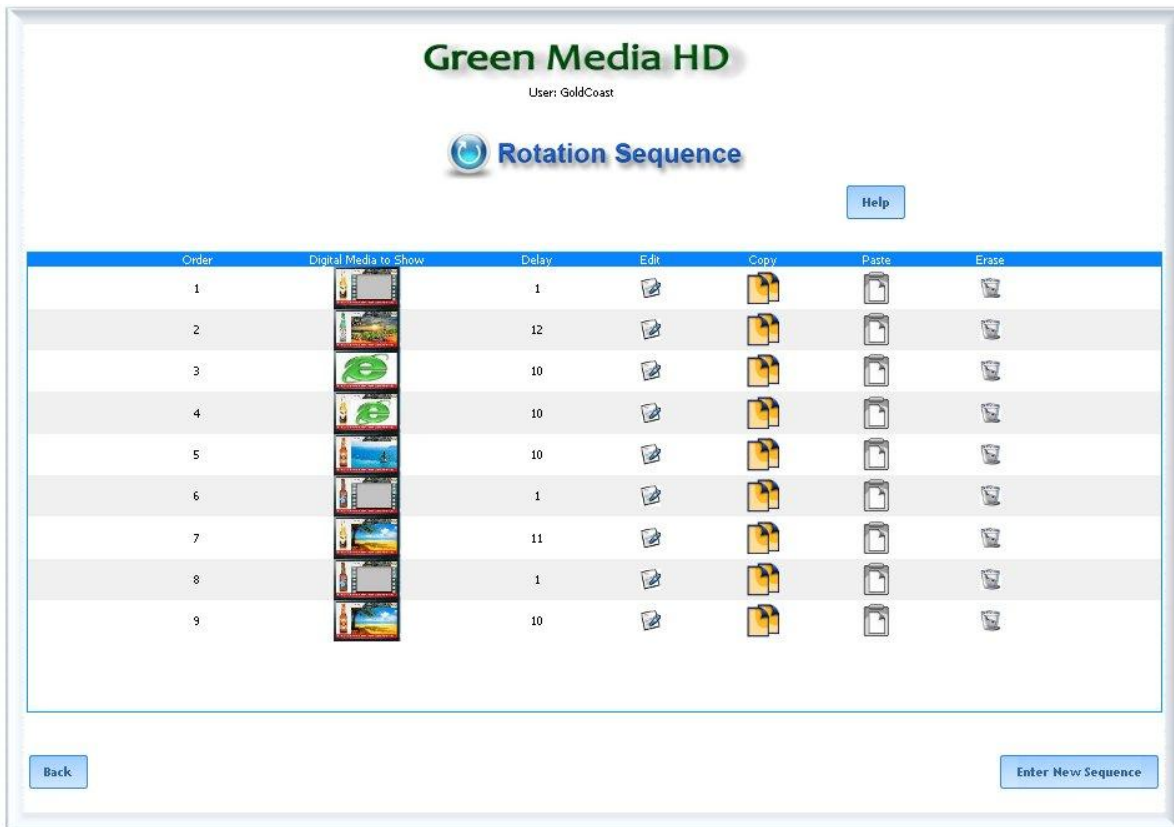 Green Media HD
User: GoldCoast
Rotation Sequence
Help
Order Digital Media to Show Delay Edit Copy Paste Erase
1 1
2 12
3 10
4 10
5 10
6 1
7 11
8 1
9 10
Back Enter New Sequence